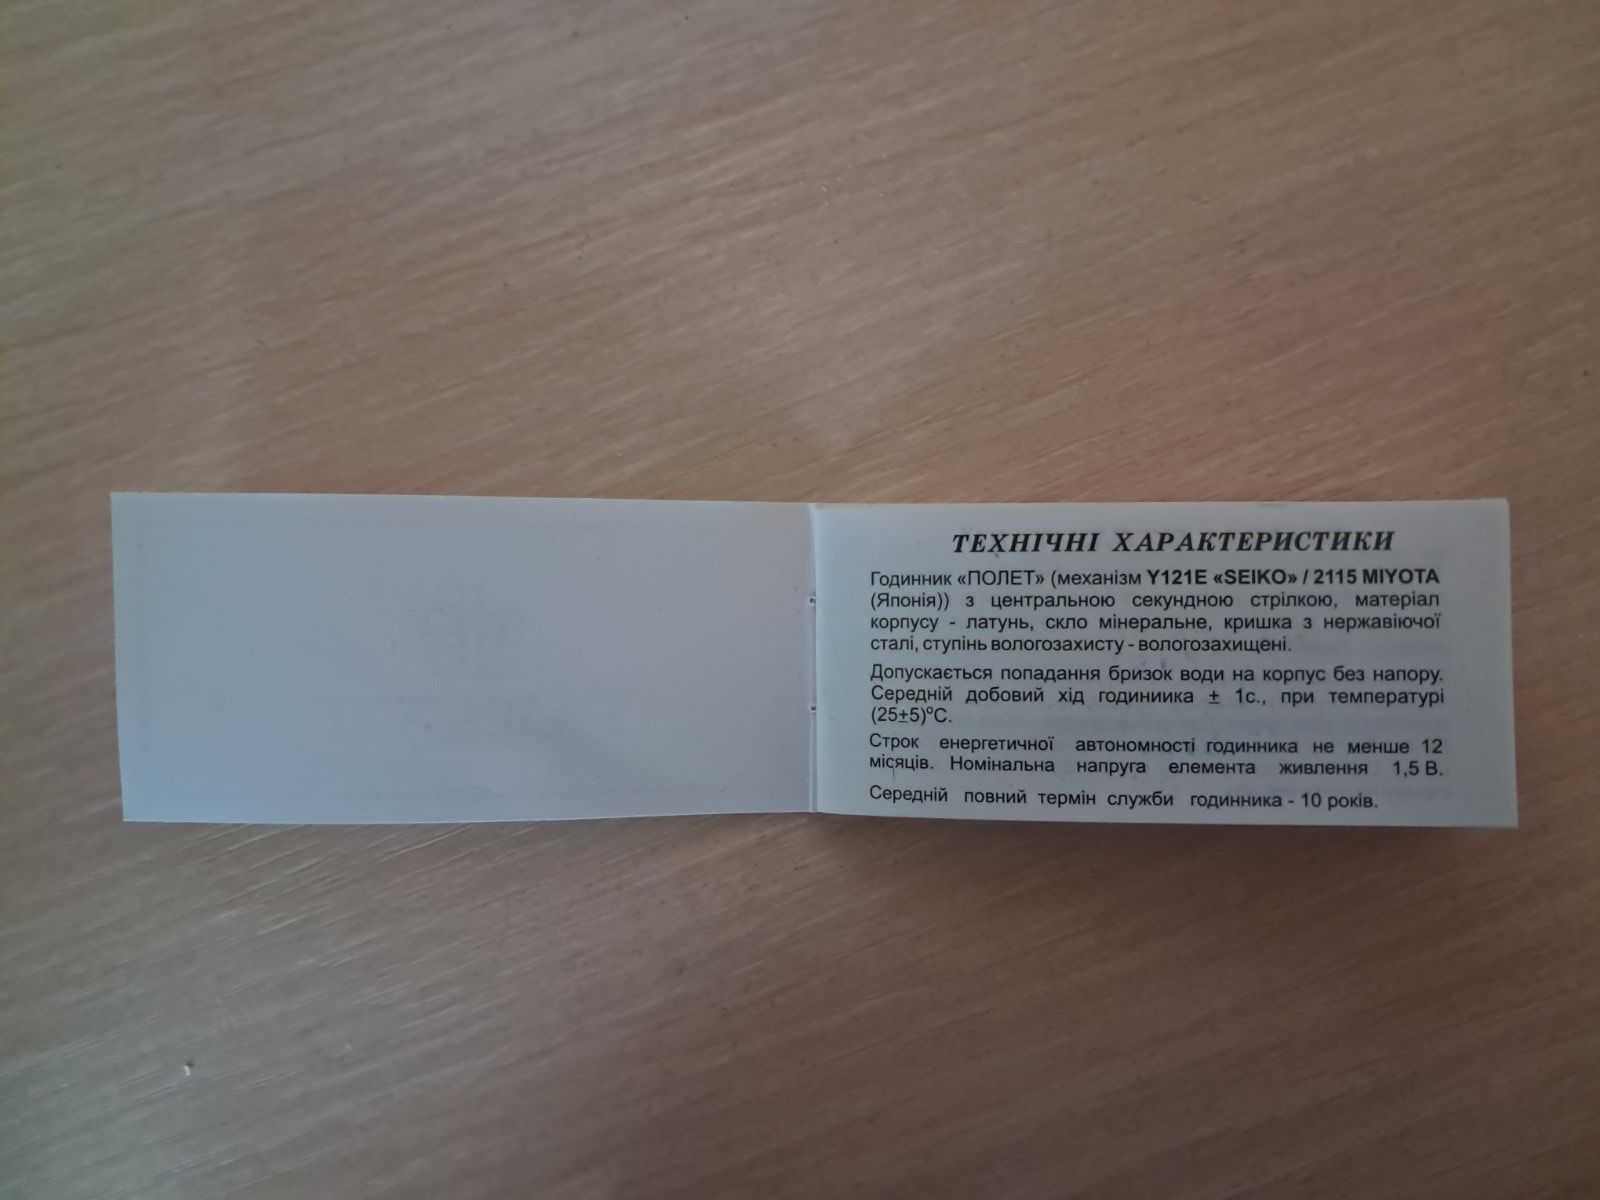 ТЕХНІЧНІ ХАРАКТЕРИСТИКИ
Годинник «ПОЛЕТ» (механізм Y121E «SEIKO» / 2115 MIYOTA
(Японія)) з центральною секундною стрілкою, матеріал
корпусу - латунь, скло мінеральне, кришка з нержавіючої
сталі, ступінь вологозахисту - вологозахищені.
Допускається попадання бризок води на корпус без напору.
Середній добовий хід годиниика ± 1с., при температурі
(25±5)ºС.
Строк енергетичної автономності годинника не менше 12
місяців. Номінальна напруга елемента живлення 1,5 В.
Середній повний термін служби годинника - 10 років.